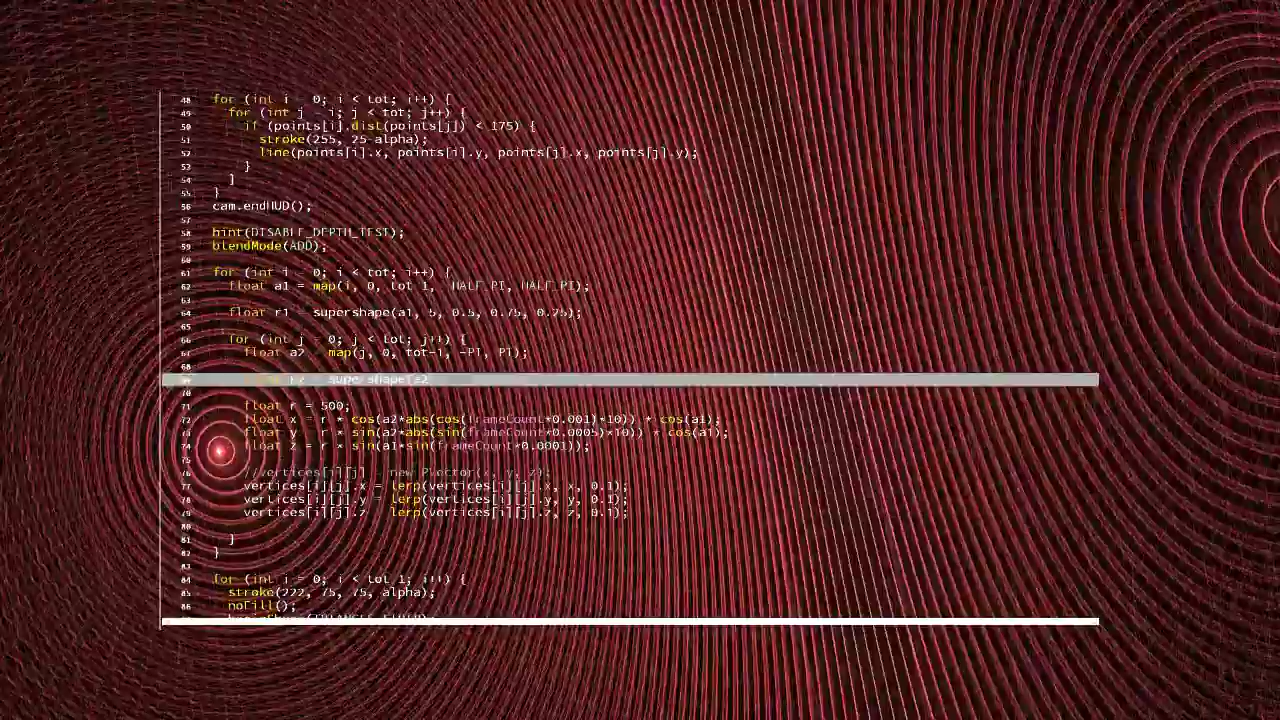 48 for (int i = 0; i < tot; i++) {
49 for (int j = i; j < tot; j++) {
50 if (points[i].dist(points[j]) < 175) {
51 stroke(255, 25-alpha);
52 line(points[i].x, points[i].y, points[j].x, points[j].y);
53 }
54 }
55 }
56 cam.endHUD();
57
58 hint(DISABLE_DEPTH_TEST);
59 blendMode(ADD);
60
61 for (int i = 0; i < tot; i++) {
62 float a1 = map(i, 0, tot-1, -HALF_PI, HALF_PI);
63
64 float r1 = supershape(a1, 5, 0.5, 0.75, 0.25);
65
66 for (int j = 0; j < tot; j++) {
67 float a2 = map(j, 0, tot-1, -PI, PI);
68
69 r2 = supershape(a2
70
71 float r = 500;
72 float x = r * cos(a2*abs(cos(frameCount*0.001)*10)) * cos(a1);
73 float y = r * sin(a2*abs(sin(frameCount*0.0005)*10)) * cos(a1);
74 float z = r * sin(a1*sin(frameCount*0.0001));
75
76 //vertices[i][j] = new PVector(x, y, z);
77 vertices[i][j].x = lerp(vertices[i][j].x, x, 0.1);
78 vertices[i][j].y = lerp(vertices[i][j].y, y, 0.1);
79 vertices[i][j].z = lerp(vertices[i][j].z, z, 0.1);
80
81 }
82 }
83
84 for (int i = 0; i < tot-1; i++) {
85 stroke(222, 75, 75, alpha);
86 noFill();